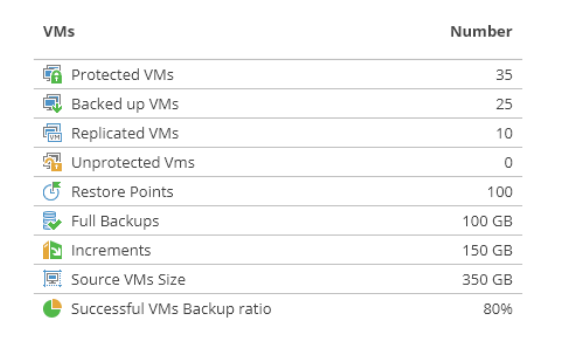 VMs Number
Protected VMs 35
Backed up VMs 25
Replicated VMs 10
Unprotected Vms 0
Restore Points 100
Full Backups 100 GB
Increments 150 GB
Source VMs Size 350 GB
Successful VMs Backup ratio 80%